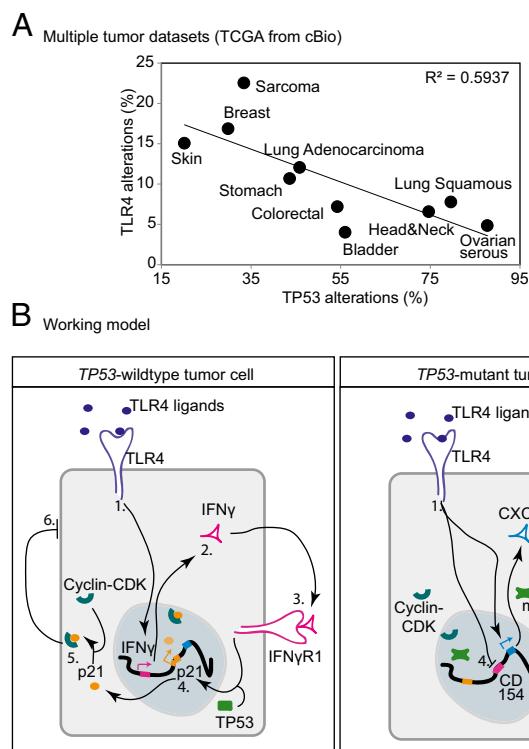 A Multiple tumor datasets (TCGA from cBio)
R² = 0.5937
TLR4 alterations (%)
25
20
15
10
5
0
Sarcoma
Breast
Skin
Lung Adenocarcinoma
Stomach
Lung Squamous
Colorectal
Head&Neck
Bladder
Ovarian
serous
15
35
55
75
95
TP53 alterations (%)
B Working model
TP53-wildtype tumor cell
TLR4 ligands
TLR4
1.
IFNγ
2.
6.
Cyclin-CDK
3.
IFNγ
IFNγR1
5.
p21
p21
4.
TP53
TP53-mutant tu
TLR4 ligan
TLR4
1.
CXC
Cyclin-
CDK
4.
CD
154